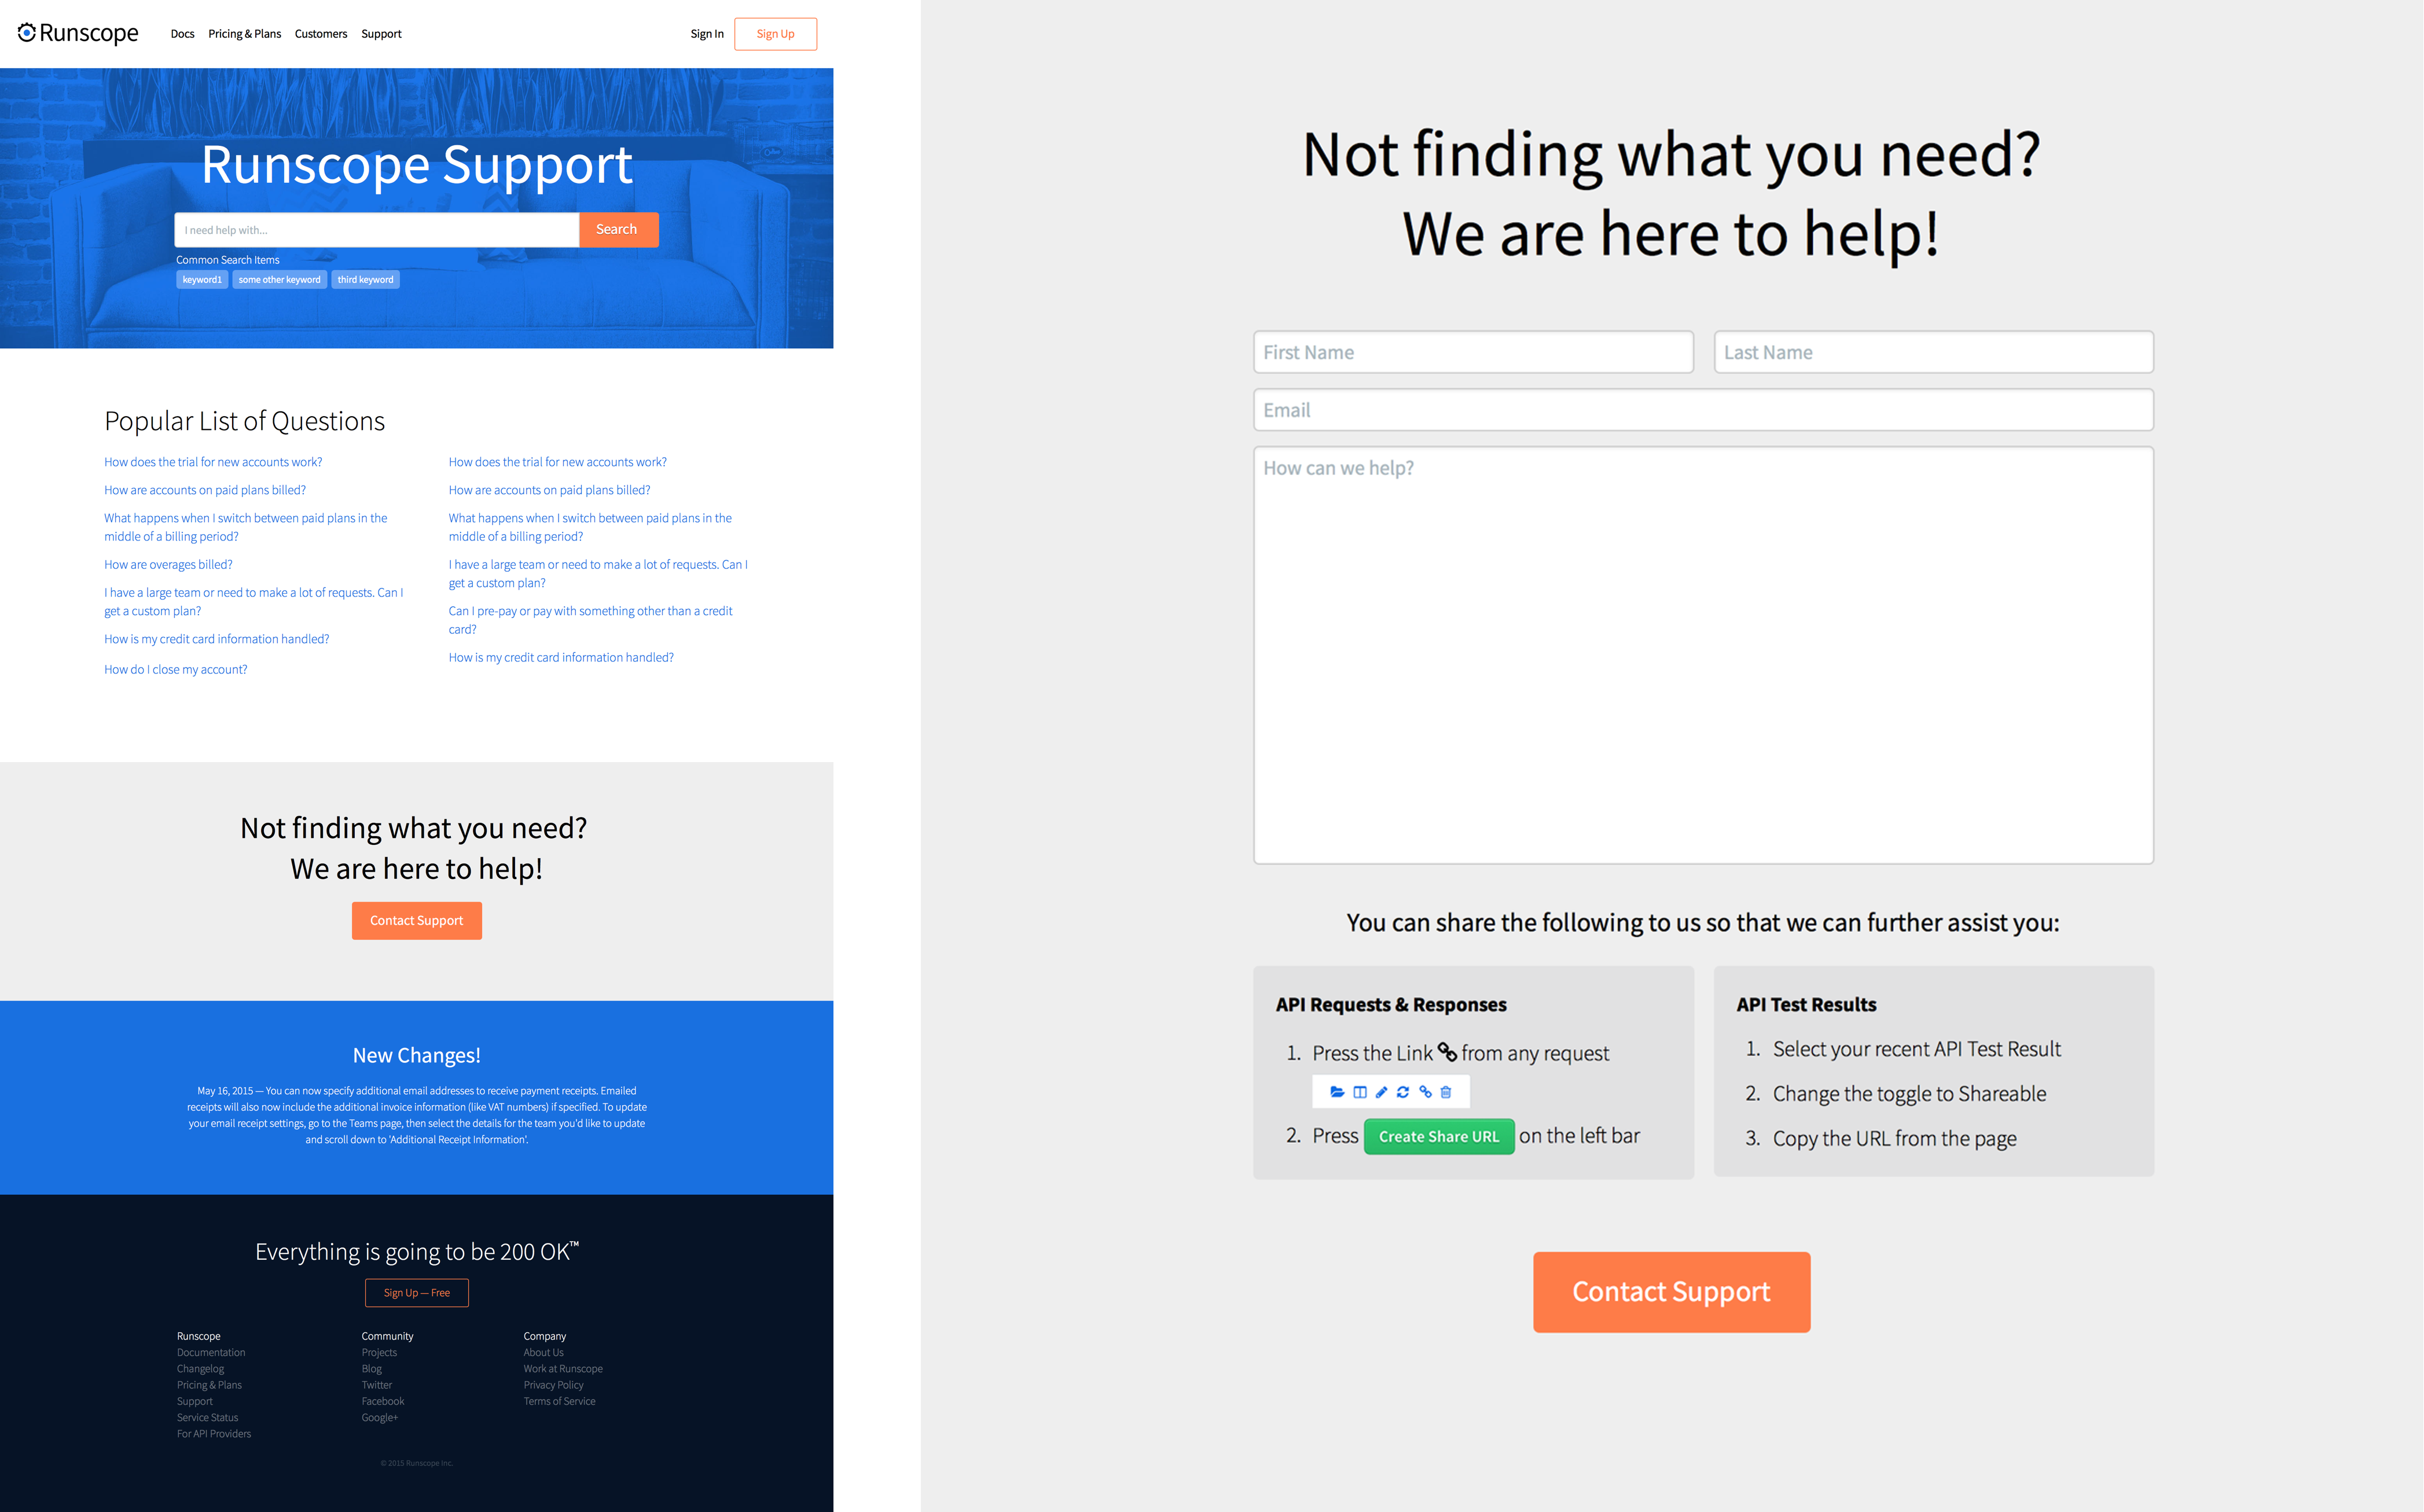 Runscope
Docs Pricing & Plans Customers Support
Sign In Sign Up
Runscope Support
I need help with...
Search
Common Search Items
keyword1 some other keyword third keyword
Popular List of Questions
How does the trial for new accounts work?
How are accounts on paid plans billed?
What happens when I switch between paid plans in the
middle of a billing period?
How are overages billed?
I have a large team or need to make a lot of requests. Can I
get a custom plan?
How is my credit card information handled?
How do I close my account?
How does the trial for new accounts work?
How are accounts on paid plans billed?
What happens when I switch between paid plans in the
middle of a billing period?
I have a large team or need to make a lot of requests. Can I
get a custom plan?
Can I pre-pay or pay with something other than a credit
card?
How is my credit card information handled?
Not finding what you need?
We are here to help!
Contact Support
New Changes!
May 16, 2015 — You can now specify additional email addresses to receive payment receipts. Emailed
receipts will also now include the additional invoice information (like VAT numbers) if specified. To update
your email receipt settings, go to the Teams page, then select the details for the team you'd like to update
and scroll down to 'Additional Receipt Information'.
Everything is going to be 200 OK™
Sign Up — Free
Runscope
Documentation
Changelog
Pricing & Plans
Support
Service Status
For API Providers
Community
Projects
Blog
Twitter
Facebook
Google+
Company
About Us
Work at Runscope
Privacy Policy
Terms of Service
© 2015 Runscope Inc.
Not finding what you need?
We are here to help!
First Name
Last Name
Email
How can we help?
You can share the following to us so that we can further assist you:
API Requests & Responses
1. Press the Link from any request
2. Press Create Share URL on the left bar
API Test Results
1. Select your recent API Test Result
2. Change the toggle to Shareable
3. Copy the URL from the page
Contact Support